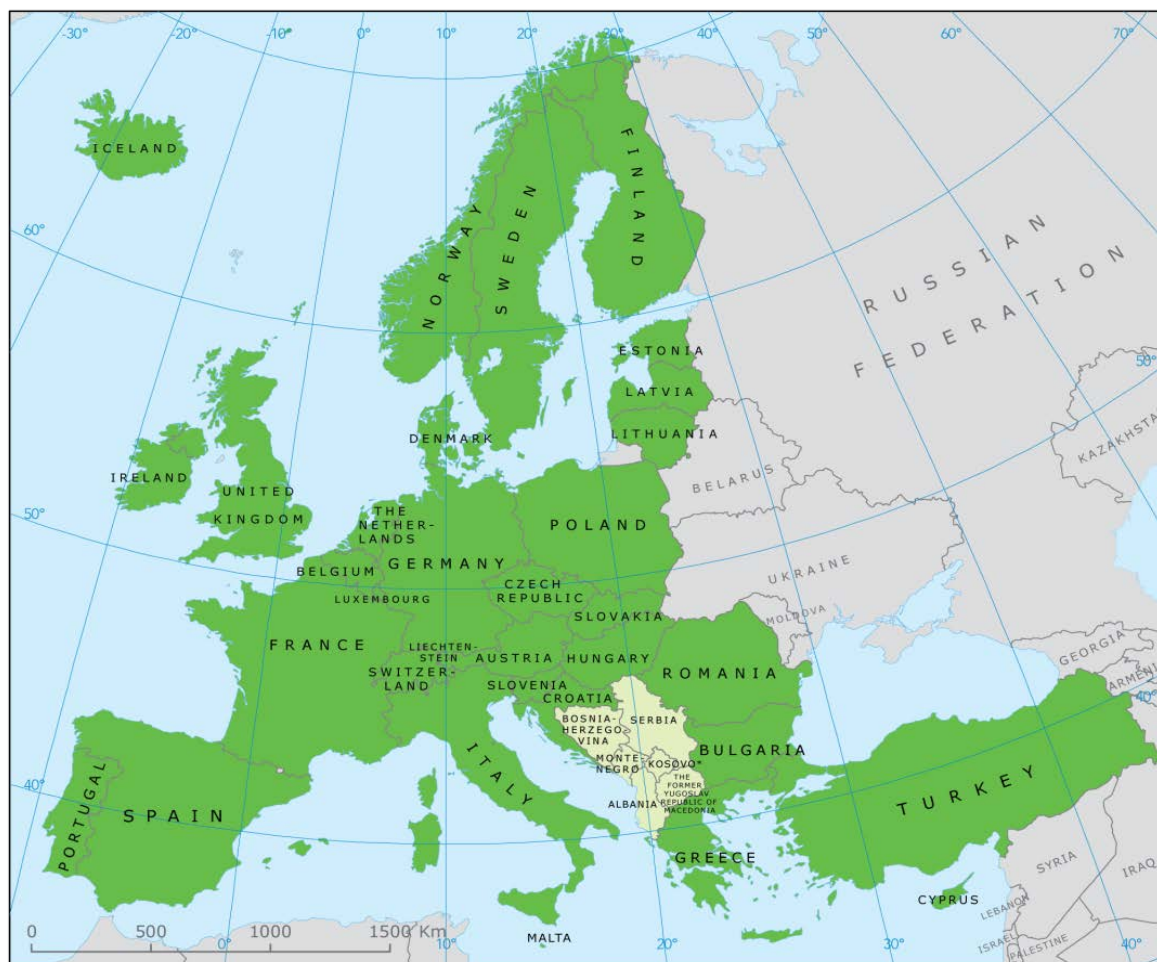 -30°
-20°
-10°
0°
10°
20°
30°
40°
50°
60°
70°
ICELAND
60°
FINLAND
SWEDEN
NORWAY
RUSSIAN
FEDERATION
50°
ESTONIA
LATVIA
LITHUANIA
DENMARK
KAZAKHSTA
BELARUS
IRELAND
UNITED
KINGDOM
50°
THE
NETHER-
LANDS
POLAND
GERMANY
BELGIUM
LUXEMBOURG
CZECH
REPUBLIC
UKRAINE
SLOVAKIA
MOLDOVA
FRANCE
LIECHTEN-
STEIN
SWITZER-
LAND
AUSTRIA
HUNGARY
ROMANIA
GEORGIA
ARMENI
40°
SLOVENIA
CROATIA
BOSNIA-
HERZEGO
VINA
SERBIA
MONTE-
NEGRO
KOSOVO*
BULGARIA
ITALY
ALBANIA
THE
FORMER
YUGOSLAV
REPUBLIC OF
MACEDONIA
TURKEY
40°
PORTUGAL
SPAIN
GREECE
SYRIA
IRAQ
CYPRUS
LEBANON
ISRAEL
PALESTINE
MALTA
0
500
1000
1500 Km
0°
10°
20°
30°
40°